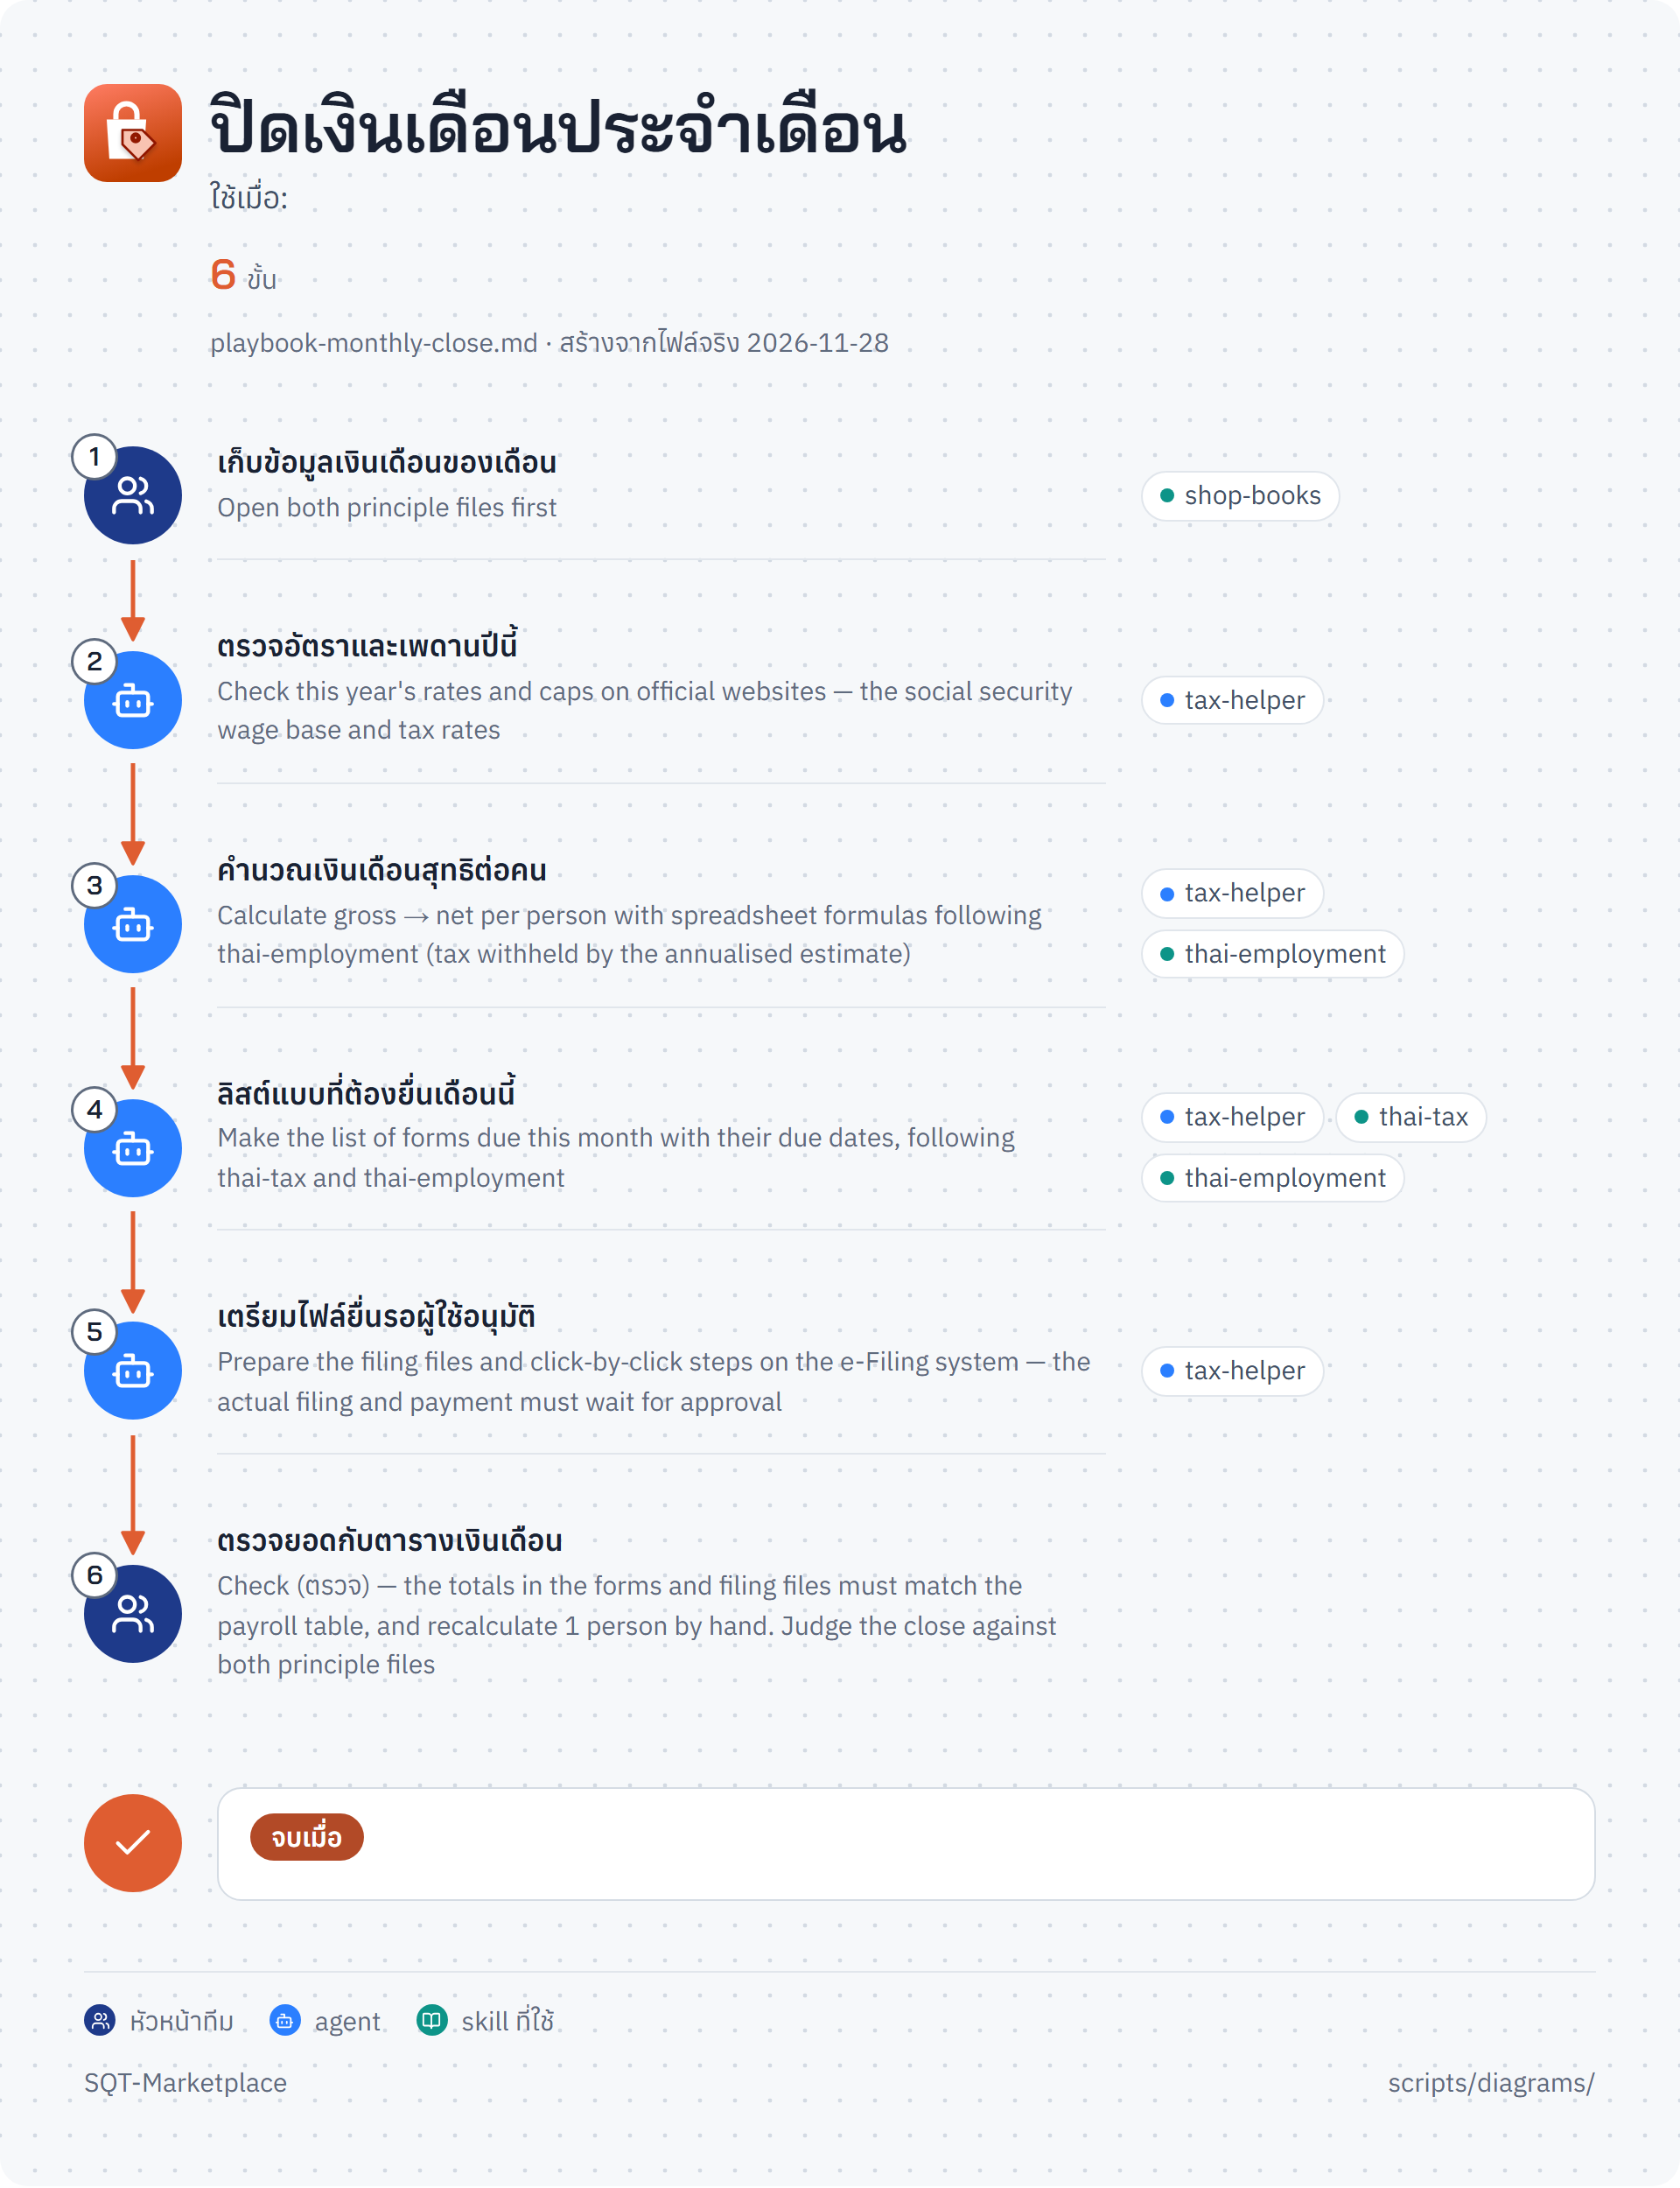 ปิดเงินเดือนประจำเดือน
ใช้เมื่อ:
6 ขั้น
playbook-monthly-close.md · สร้างจากไฟล์จริง 2026-11-28
1
เก็บข้อมูลเงินเดือนของเดือน
Open both principle files first
shop-books
2
ตรวจอัตราและเพดานปีนี้
Check this year's rates and caps on official websites — the social security
wage base and tax rates
tax-helper
3
คำนวณเงินเดือนสุทธิต่อคน
Calculate gross → net per person with spreadsheet formulas following
thai-employment (tax withheld by the annualised estimate)
tax-helper
thai-employment
4
ลิสต์แบบที่ต้องยื่นเดือนนี้
Make the list of forms due this month with their due dates, following
thai-tax and thai-employment
tax-helper thai-tax
thai-employment
5
เตรียมไฟล์ยื่นรอผู้ใช้อนุมัติ
Prepare the filing files and click-by-click steps on the e-Filing system — the
actual filing and payment must wait for approval
tax-helper
6
ตรวจยอดกับตารางเงินเดือน
Check (ตรวจ) — the totals in the forms and filing files must match the
payroll table, and recalculate 1 person by hand. Judge the close against
both principle files
จบเมื่อ
หัวหน้าทีม agent skill ที่ใช้
SQT-Marketplace scripts/diagrams/